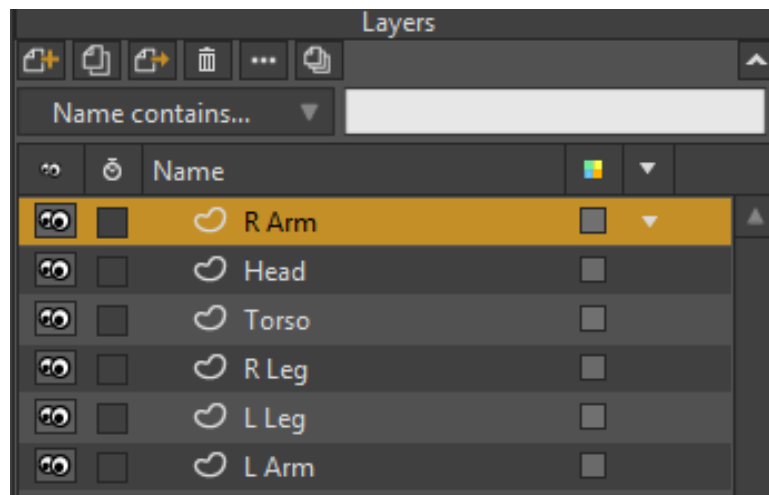 Layers
Name contains...
Name
R Arm
Head
Torso
R Leg
L Leg
L Arm